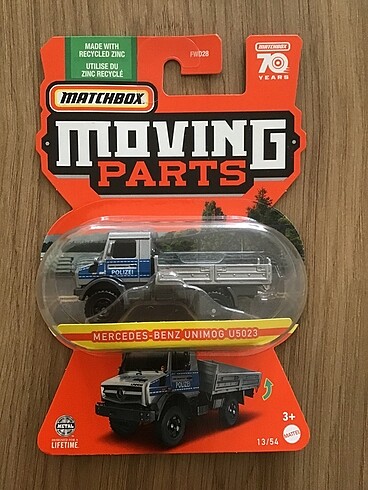 MADE WITH
RECYCLED ZINC
UTILISE DU
ZINC RECYCLÉ
FWD28
MATCHBOX
70
YEARS
MATCHBOX
MOVING
PARTS
POLIZEI
MERCEDES-BENZ UNIMOG U5023
POLIZEI
METAL
LIFETIME
3+
13/54
MATTEL